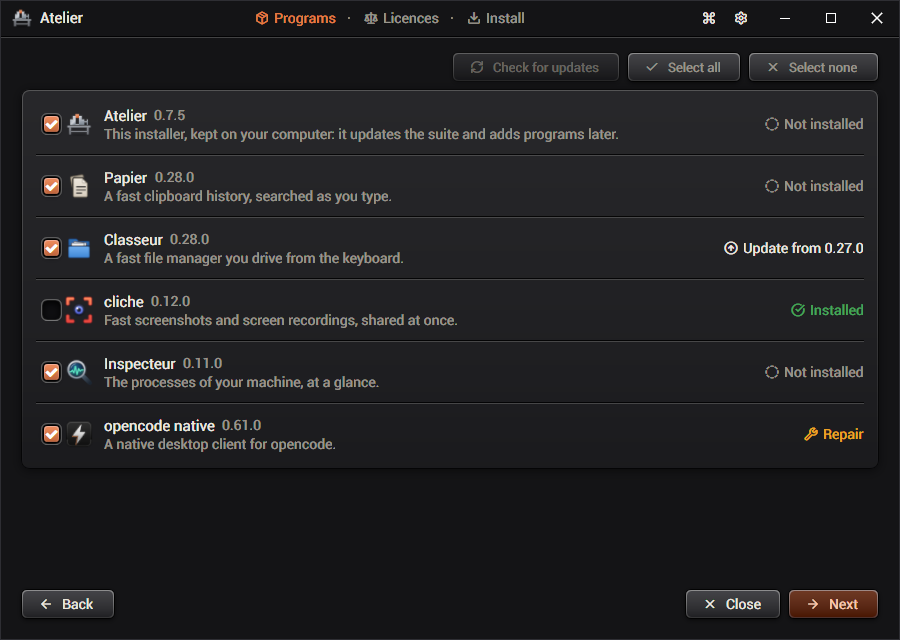 Atelier
Programs · Licences · Install
Check for updates
Select all
Select none
Atelier 0.7.5
This installer, kept on your computer: it updates the suite and adds programs later.
Not installed
Papier 0.28.0
A fast clipboard history, searched as you type.
Not installed
Classeur 0.28.0
A fast file manager you drive from the keyboard.
Update from 0.27.0
cliche 0.12.0
Fast screenshots and screen recordings, shared at once.
Installed
Inspecteur 0.11.0
The processes of your machine, at a glance.
Not installed
opencode native 0.61.0
A native desktop client for opencode.
Repair
Back
Close
Next